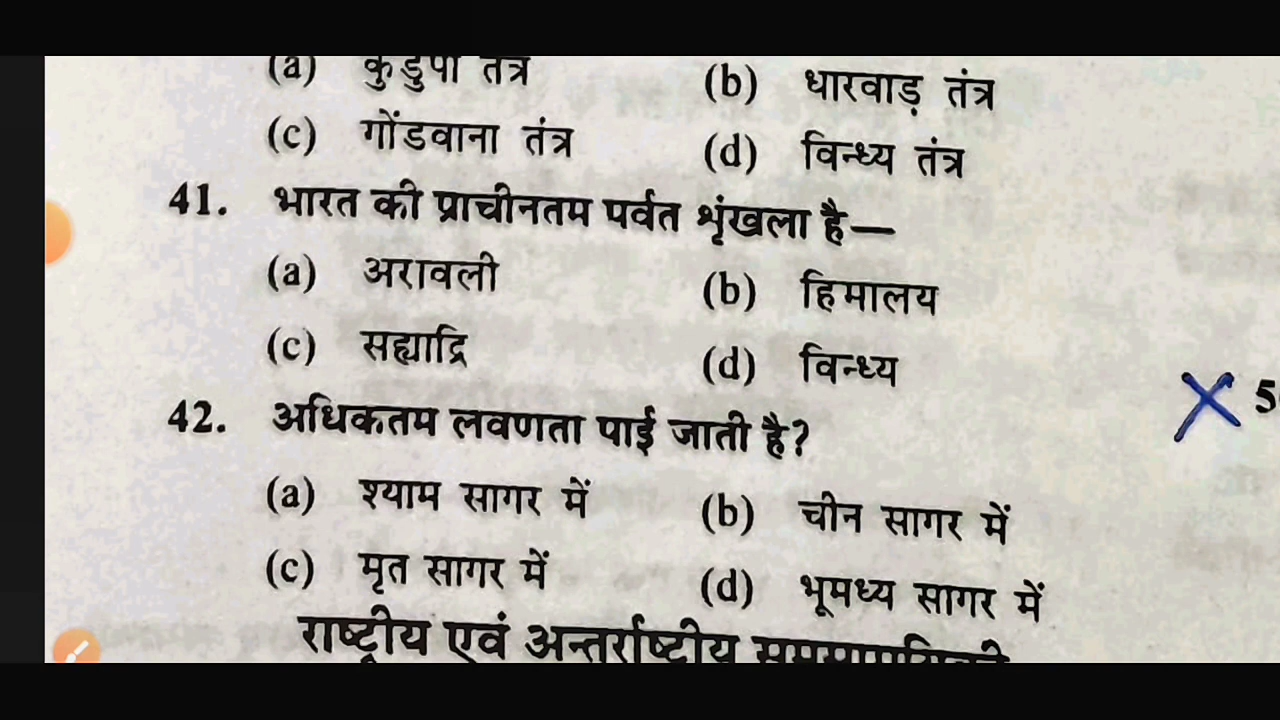 (a) कुडुपा तंत्र (b) धारवाड़ तंत्र
(c) गोंडवाना तंत्र (d) विन्ध्य तंत्र
41. भारत की प्राचीनतम पर्वत शृंखला है—
(a) अरावली (b) हिमालय
(c) सह्याद्रि (d) विन्ध्य
42. अधिकतम लवणता पाई जाती है?
(a) श्याम सागर में (b) चीन सागर में
(c) मृत सागर में (d) भूमध्य सागर में
राष्ट्रीय एवं अन्तर्राष्ट्रीय